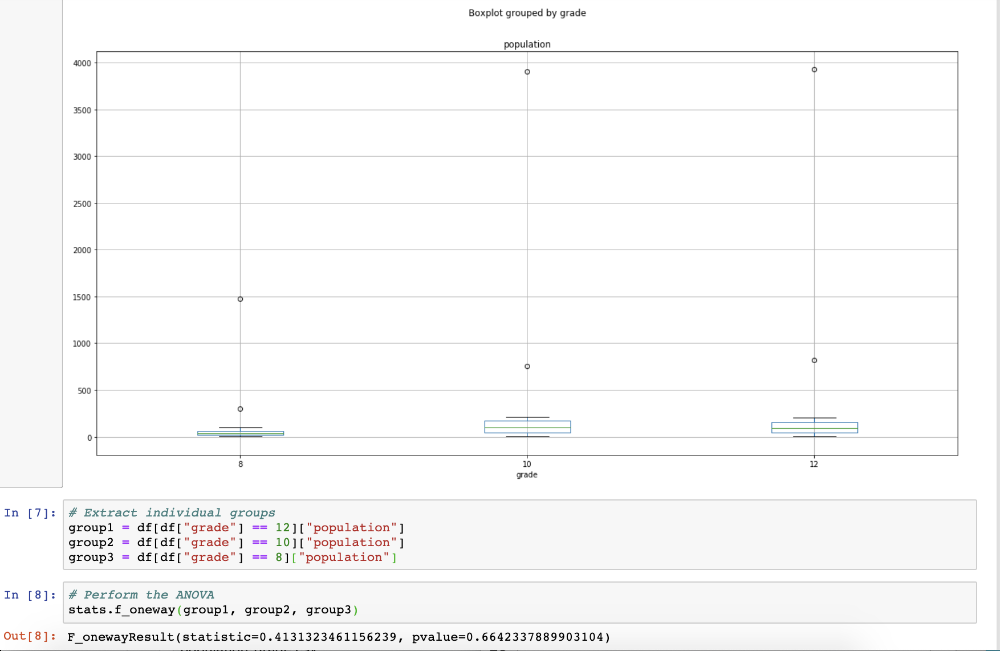 Boxplot grouped by grade
population
4000
3500
3000
2500
2000
1500
1000
500
0
8 10 12
grade
In [7]: # Extract individual groups
group1 = df[df["grade"] == 12]["population"]
group2 = df[df["grade"] == 10]["population"]
group3 = df[df["grade"] == 8]["population"]
In [8]: # Perform the ANOVA
stats.f_oneway(group1, group2, group3)
Out[8]: F_onewayResult(statistic=0.4131323461156239, pvalue=0.6642337889903104)